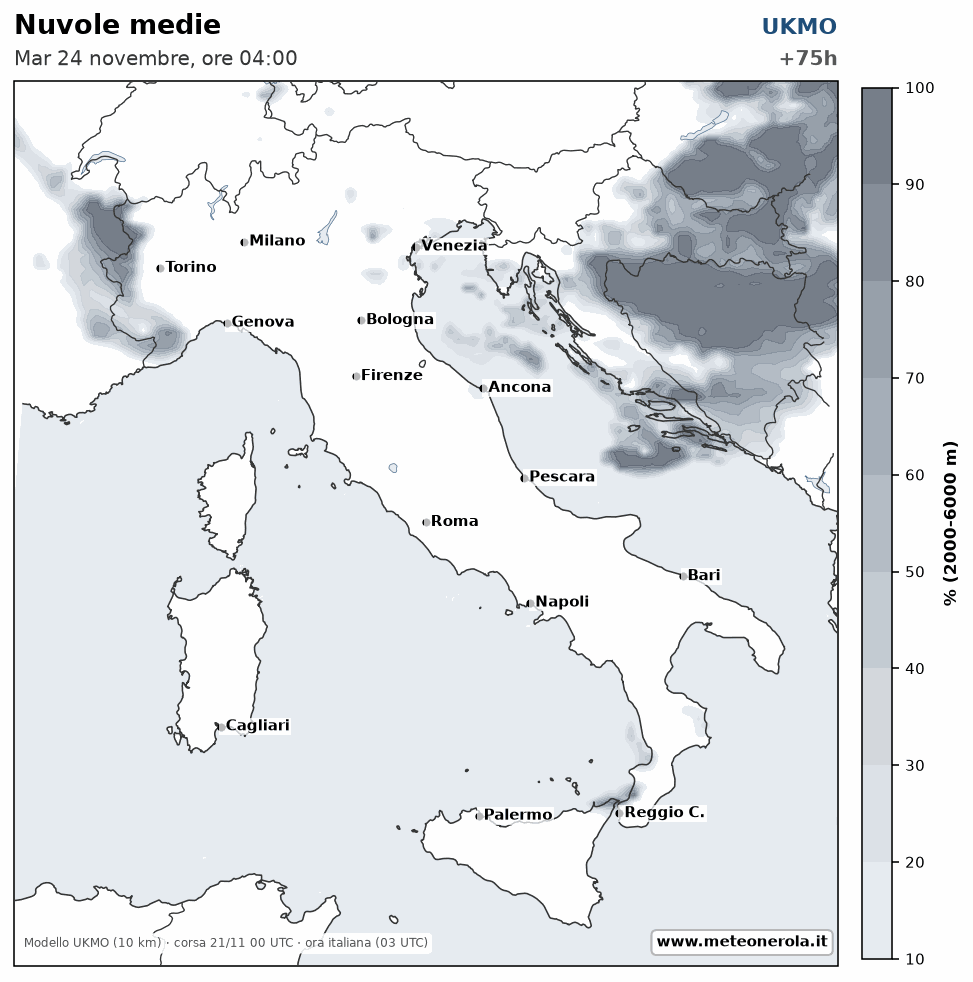 Nuvole medie
UKMO
Mar 24 novembre, ore 04:00
+75h
100
90
80
70
60
50
40
30
20
10
% (2000-6000 m)
Milano
Venezia
Torino
Genova
Bologna
Firenze
Ancona
Pescara
Roma
Bari
Napoli
Cagliari
Palermo
Reggio C.
Modello UKMO (10 km) · corsa 21/11 00 UTC · ora italiana (03 UTC)
www.meteonerola.it